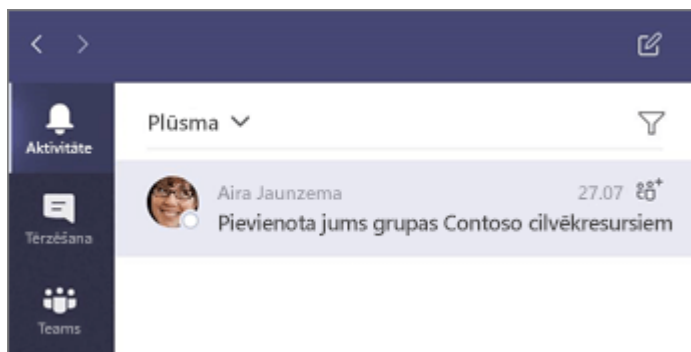 Plūsma
Aktivitāte
Aira Jaunzema 27.07
Pievienota jums grupas Contoso cilvēkresursiem
Tērzēšana
Teams